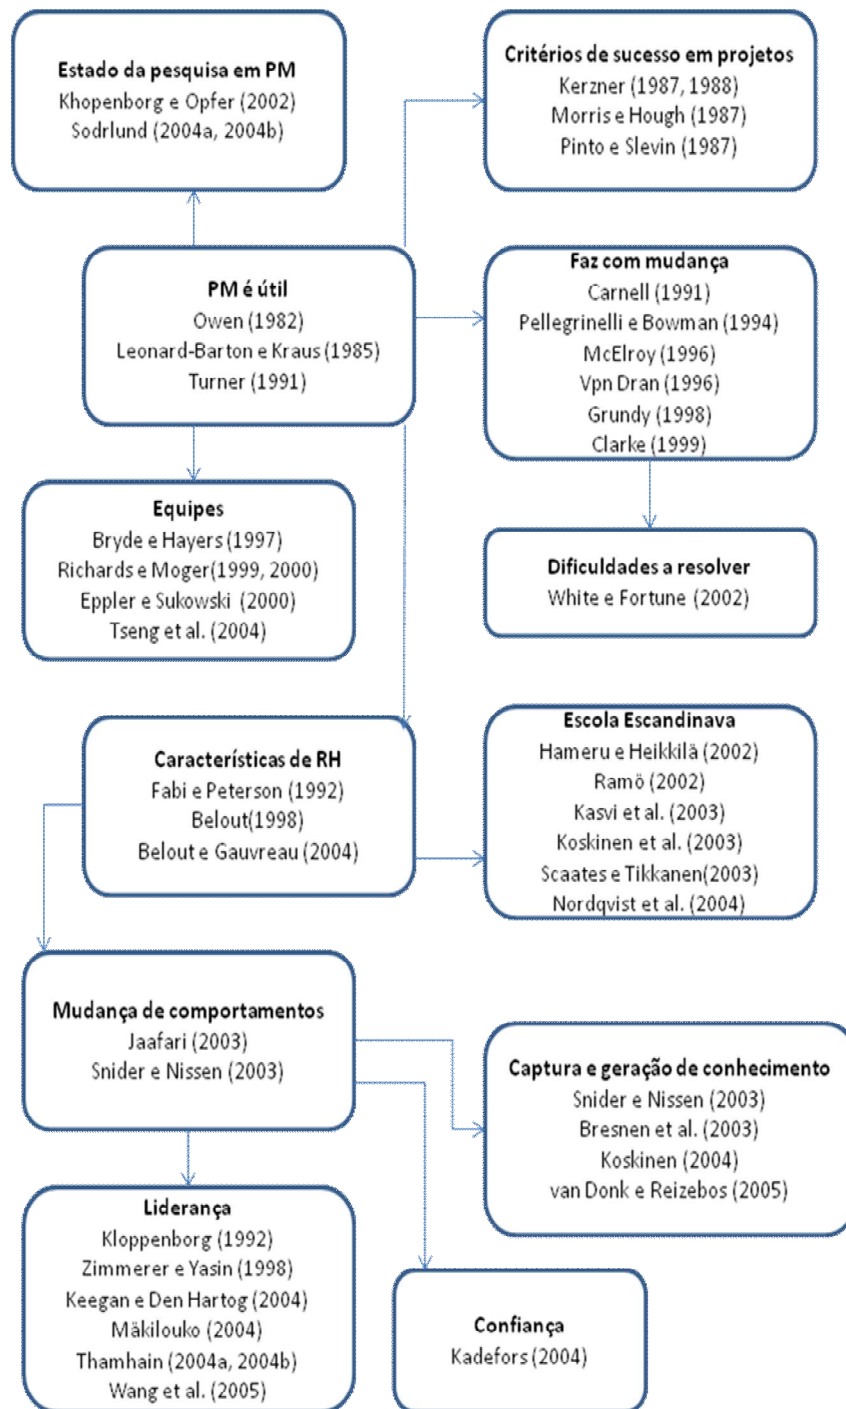 Estado da pesquisa em PM
Khopenborg e Opfer (2002)
Sodrlund (2004a, 2004b)
Critérios de sucesso em projetos
Kerzner (1987, 1988)
Morris e Hough (1987)
Pinto e Slevin (1987)
PM é útil
Owen (1982)
Leonard-Barton e Kraus (1985)
Turner (1991)
Faz com mudança
Carnell (1991)
Pellegrinelli e Bowman (1994)
McElroy (1996)
Vpn Dran (1996)
Grundy (1998)
Clarke (1999)
Equipes
Bryde e Hayers (1997)
Richards e Moger(1999, 2000)
Eppler e Sukowski (2000)
Tseng et al. (2004)
Dificuldades a resolver
White e Fortune (2002)
Características de RH
Fabi e Peterson (1992)
Belout(1998)
Belout e Gauvreau (2004)
Escola Escandinava
Hameru e Heikkilä (2002)
Ramö (2002)
Kasvi et al. (2003)
Koskinen et al. (2003)
Scaates e Tikkanen(2003)
Nordqvist et al. (2004)
Mudança de comportamentos
Jaafari (2003)
Snider e Nissen (2003)
Captura e geração de conhecimento
Snider e Nissen (2003)
Bresnen et al. (2003)
Koskinen (2004)
van Donk e Reizebos (2005)
Liderança
Kloppenborg (1992)
Zimmerer e Yasin (1998)
Keegan e Den Hartog (2004)
Mäkilouko (2004)
Thamhain (2004a, 2004b)
Wang et al. (2005)
Confiança
Kadefors (2004)